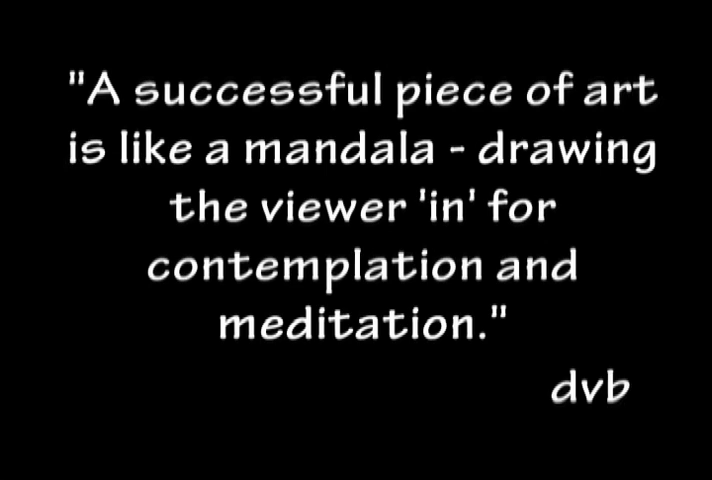 "A successful piece of art
is like a mandala - drawing
the viewer 'in' for
contemplation and
meditation."
dvb